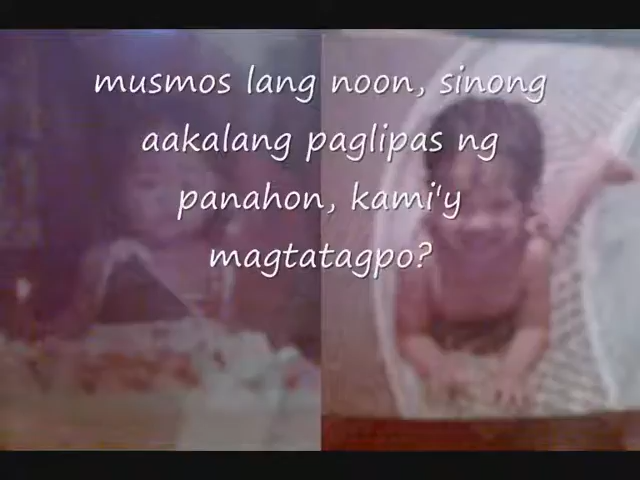 musmos lang noon, sinong
aakalang paglipas ng
panahon, kami'y
magtatagpo?